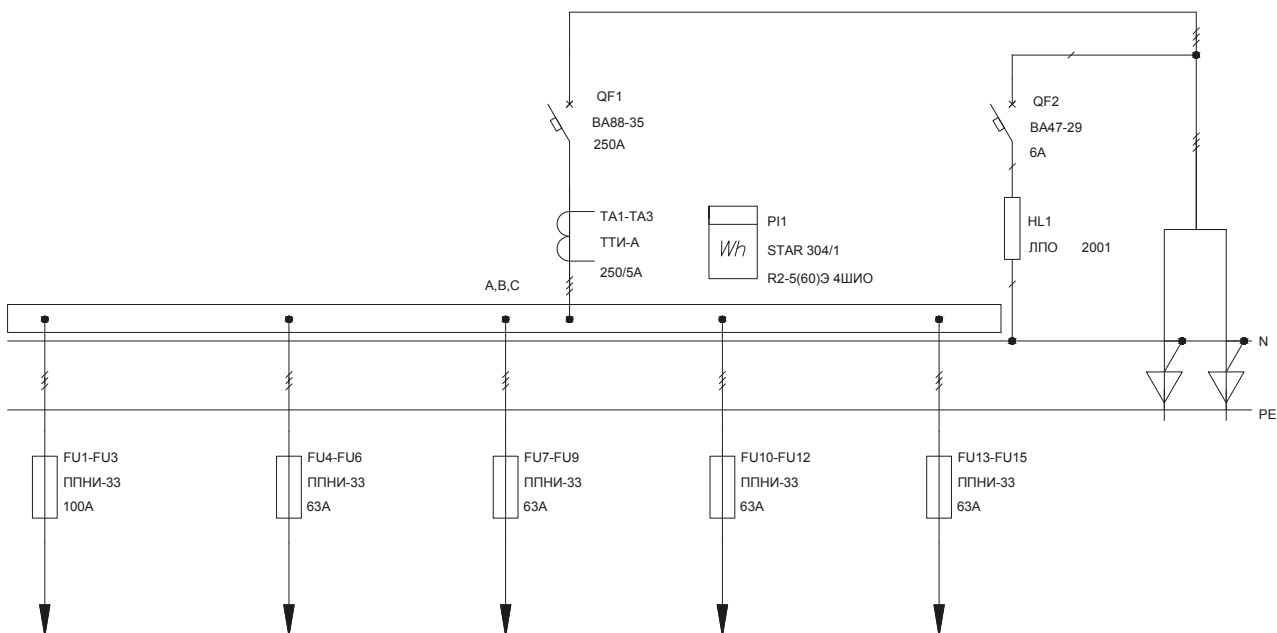 QF1
ВА88-35
250А
QF2
ВА47-29
6А
ТА1-ТА3
ТТИ-А
250/5А
PI1
Wh
STAR 304/1
R2-5(60)Э 4ШИО
HL1
ЛПО 2001
А,В,С
N
PE
FU1-FU3
ППНИ-33
100А
FU4-FU6
ППНИ-33
63А
FU7-FU9
ППНИ-33
63А
FU10-FU12
ППНИ-33
63А
FU13-FU15
ППНИ-33
63А